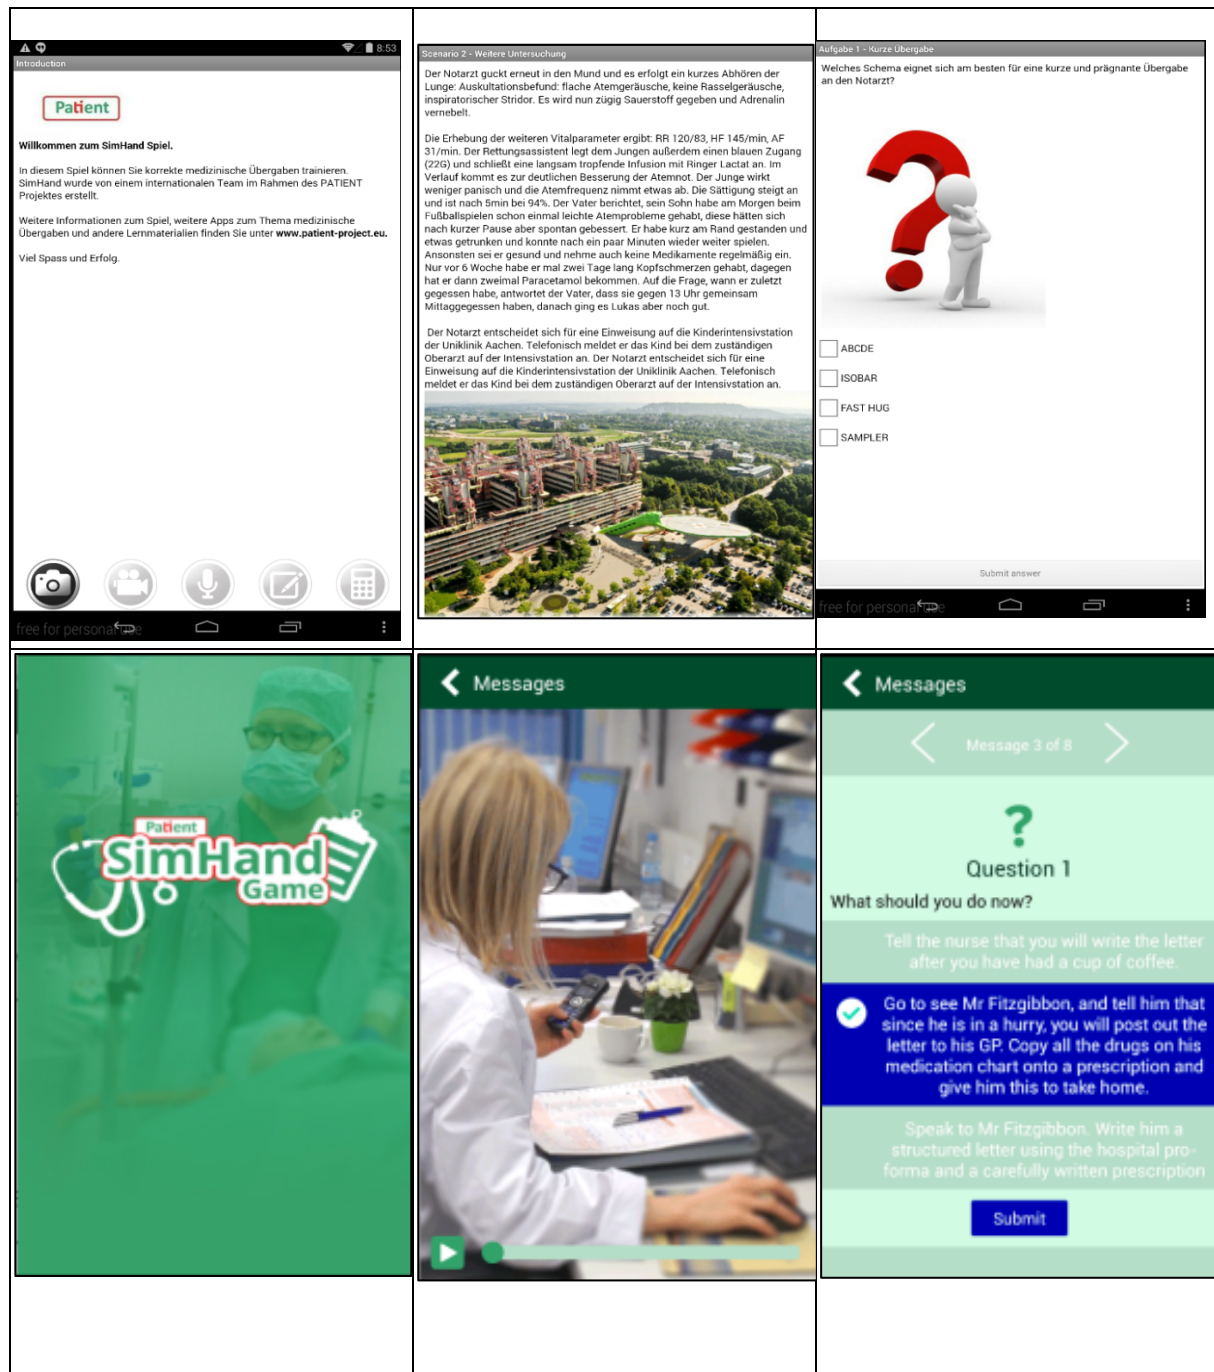 8:53
Introduction
Patient
Willkommen zum SimHand Spiel.
In diesem Spiel können Sie korrekte medizinische Übergaben trainieren.
SimHand wurde von einem internationalen Team im Rahmen des PATIENT
Projektes erstellt.
Weitere Informationen zum Spiel, weitere Apps zum Thema medizinische
Übergaben und andere Lernmaterialien finden Sie unter www.patient-project.eu.
Viel Spass und Erfolg.
free for personal use
Scenario 2 - Weitere Untersuchung
Der Notarzt guckt erneut in den Mund und es erfolgt ein kurzes Abhören der
Lunge: Auskultationsbefund: flache Atemgeräusche, keine Rasselgeräusche,
inspiratorischer Stridor. Es wird nun zügig Sauerstoff gegeben und Adrenalin
vernebelt.
Die Erhebung der weiteren Vitalparameter ergibt: RR 120/83, HF 145/min, AF
31/min. Der Rettungsassistent legt dem Jungen außerdem einen blauen Zugang
(22G) und schließt eine langsam tropfende Infusion mit Ringer Lactat an. Im
Verlauf kommt es zur deutlichen Besserung der Atemnot. Der Junge wirkt
weniger panisch und die Atemfrequenz nimmt etwas ab. Die Sättigung steigt an
und ist nach 5min bei 94%. Der Vater berichtet, sein Sohn habe am Morgen beim
Fußballspielen schon einmal leichte Atemprobleme gehabt, diese hätten sich
nach kurzer Pause aber spontan gebessert. Er habe kurz am Rand gestanden und
etwas getrunken und konnte nach ein paar Minuten wieder weiter spielen.
Ansonsten sei er gesund und nehme auch keine Medikamente regelmäßig ein.
Nur vor 6 Woche habe er mal zwei Tage lang Kopfschmerzen gehabt, dagegen
hat er dann zweimal Paracetamol bekommen. Auf die Frage, wann er zuletzt
gegessen habe, antwortet der Vater, dass sie gegen 13 Uhr gemeinsam
Mittaggegessen haben, danach ging es Lukas aber noch gut.
Der Notarzt entscheidet sich für eine Einweisung auf die Kinderintensivstation
der Uniklinik Aachen. Telefonisch meldet er das Kind bei dem zuständigen
Oberarzt auf der Intensivstation an. Der Notarzt entscheidet sich für eine
Einweisung auf die Kinderintensivstation der Uniklinik Aachen. Telefonisch
meldet er das Kind bei dem zuständigen Oberarzt auf der Intensivstation an.
Aufgabe 1 - Kurze Übergabe
Welches Schema eignet sich am besten für eine kurze und prägnante Übergabe
an den Notarzt?
ABCDE
ISOBAR
FAST HUG
SAMPLER
Submit answer
free for personal use
Patient
SimHand
Game
Messages
Messages
Message 3 of 8
?
Question 1
What should you do now?
Tell the nurse that you will write the letter
after you have had a cup of coffee.
Go to see Mr Fitzgibbon, and tell him that
since he is in a hurry, you will post out the
letter to his GP. Copy all the drugs on his
medication chart onto a prescription and
give him this to take home.
Speak to Mr Fitzgibbon. Write him a
structured letter using the hospital pro-
forma and a carefully written prescription
Submit